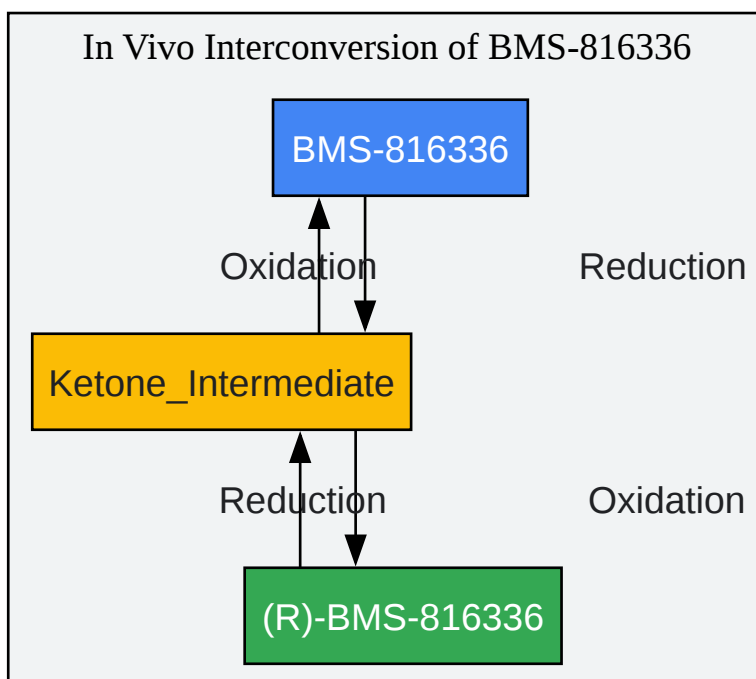 In Vivo Interconversion of BMS-816336
BMS-816336
Oxidation
Reduction
Ketone_Intermediate
Reduction
Oxidation
(R)-BMS-816336